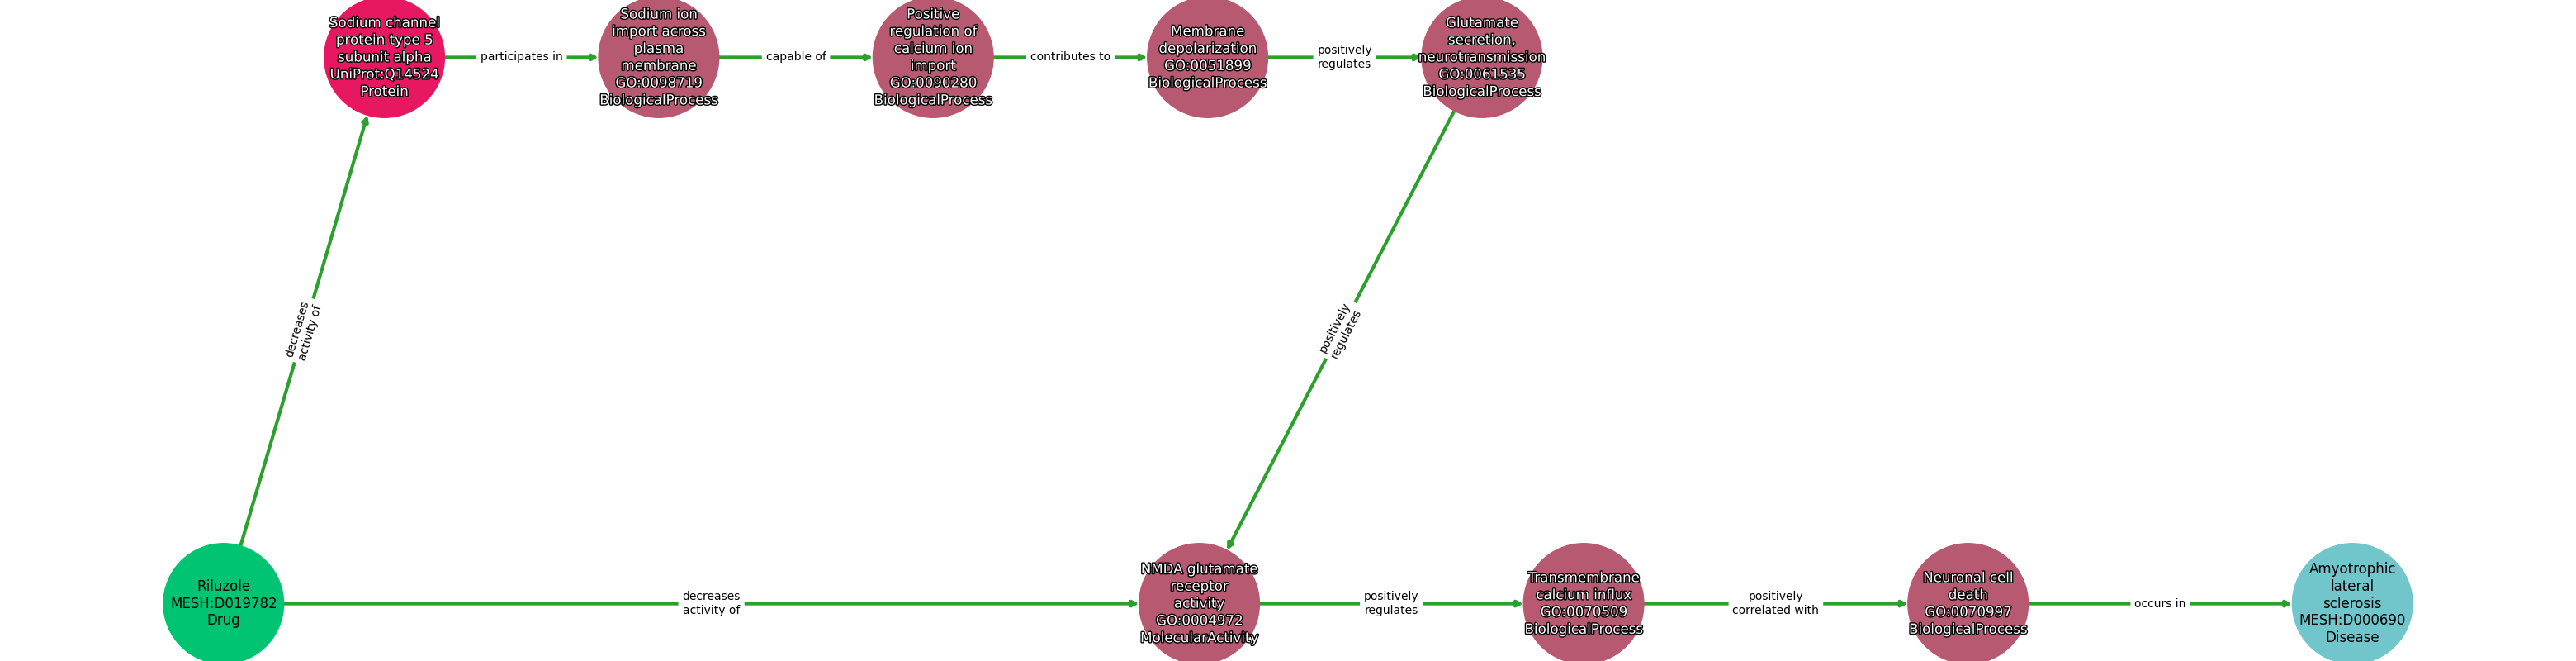 Sodium channel
protein type 5
subunit alpha
UniProt:Q14524
Protein
participates in
Sodium ion
import across
plasma
membrane
GO:0098719
BiologicalProcess
capable of
Positive
regulation of
calcium ion
import
GO:0090280
BiologicalProcess
contributes to
Membrane
depolarization
GO:0051899
BiologicalProcess
positively
regulates
Glutamate
secretion,
neurotransmission
GO:0061535
BiologicalProcess
decreases
activity of
positively
regulates
Riluzole
MESH:D019782
Drug
decreases
activity of
NMDA glutamate
receptor
activity
GO:0004972
MolecularActivity
positively
regulates
Transmembrane
calcium influx
GO:0070509
BiologicalProcess
positively
correlated with
Neuronal cell
death
GO:0070997
BiologicalProcess
occurs in
Amyotrophic
lateral
sclerosis
MESH:D000690
Disease